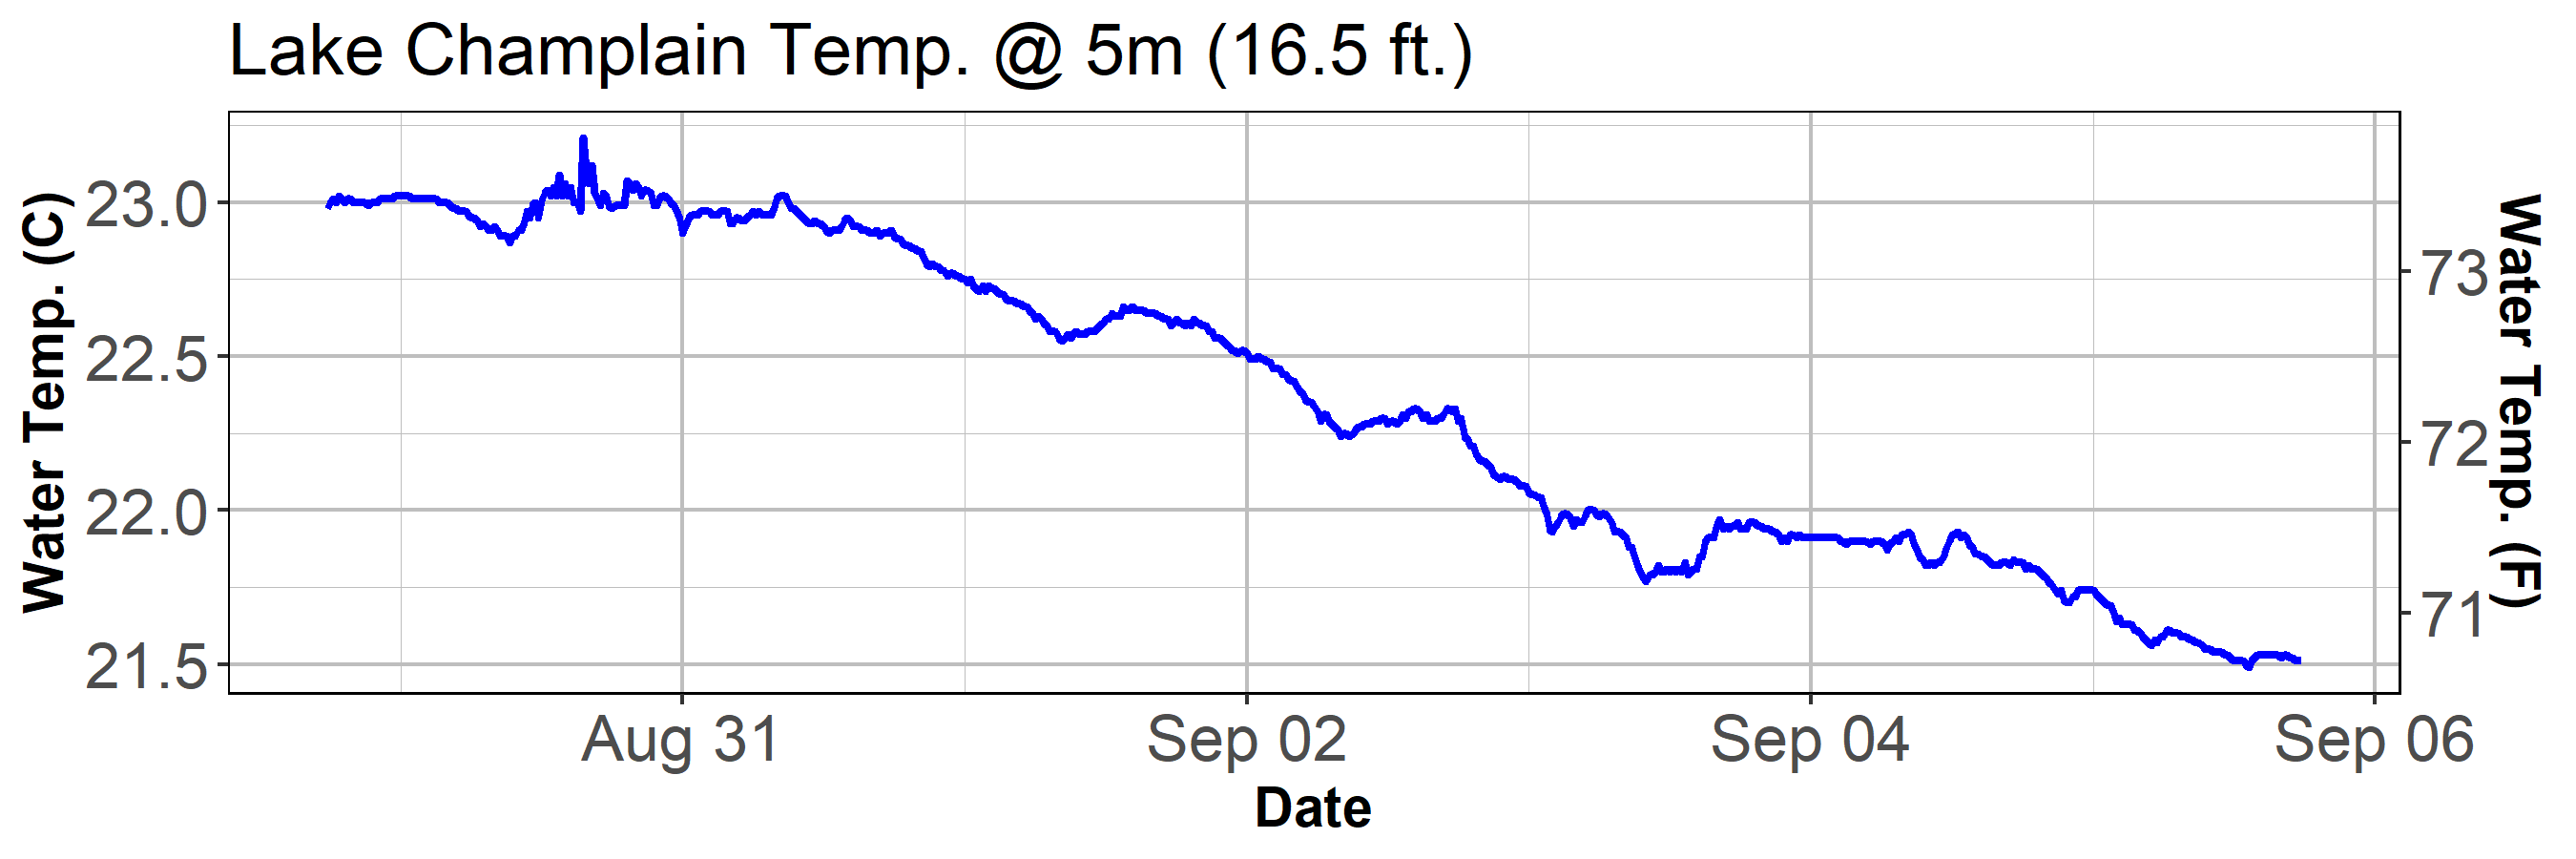 Lake Champlain Temp. @ 5m (16.5 ft.)
Water Temp. (C)
23.0
22.5
22.0
21.5
73
72
71
Water Temp. (F)
Aug 31
Sep 02
Sep 04
Sep 06
Date